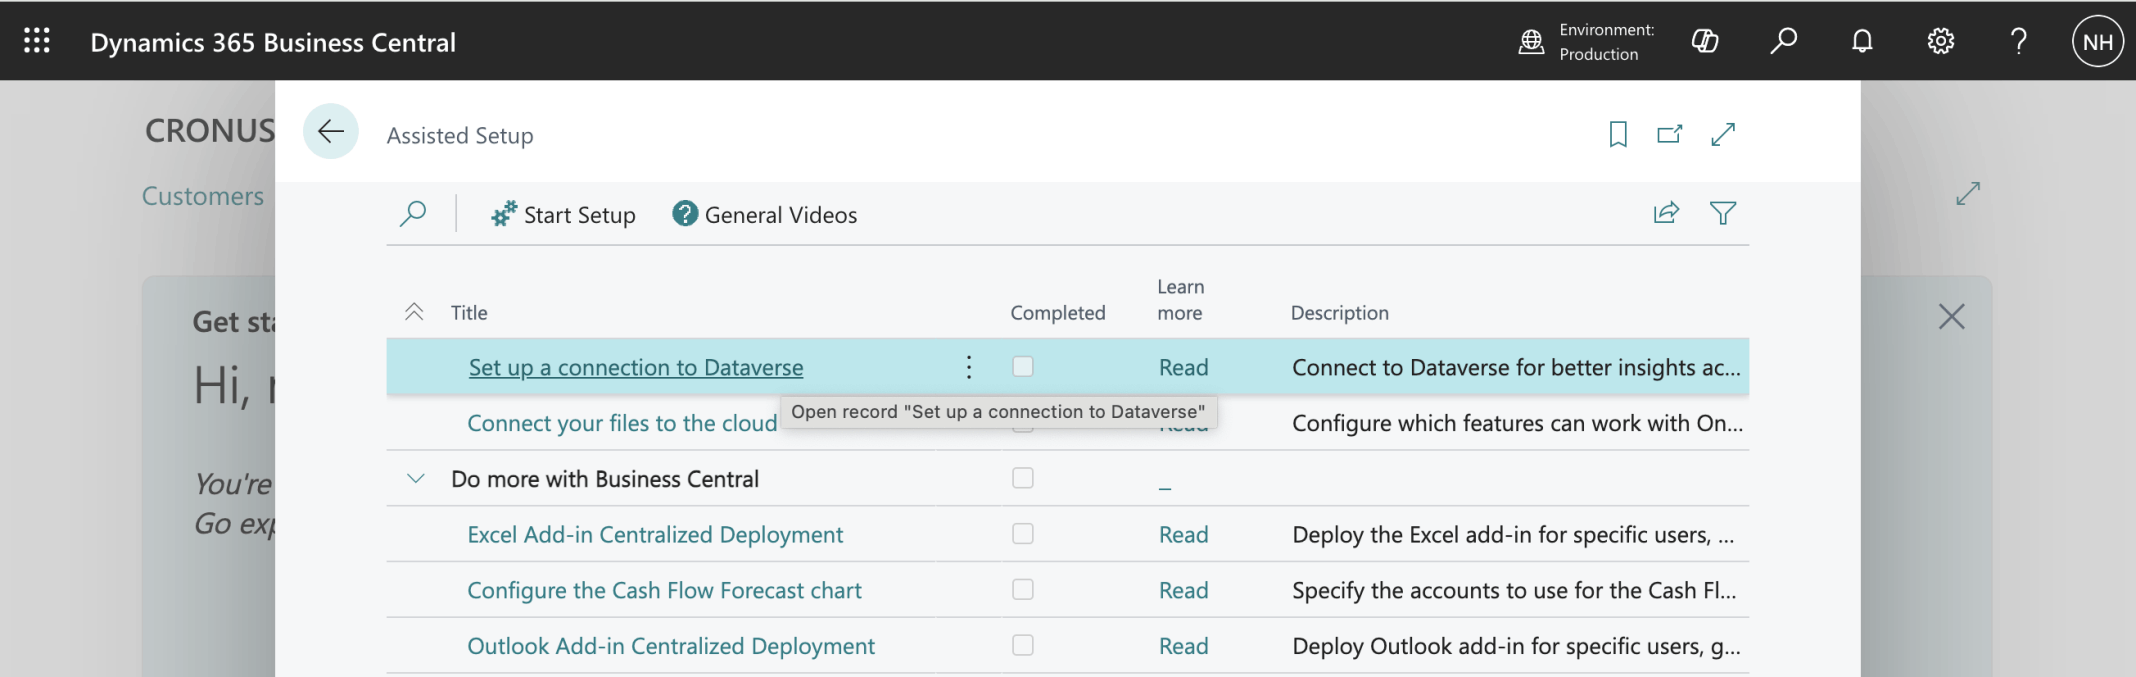 Dynamics 365 Business Central
Environment:
Production
NH
CRONUS
Customers
Get sta
Hi,
You're
Go exp
Assisted Setup
Start Setup
General Videos
Title
Completed
Learn
more
Description
Set up a connection to Dataverse
Read
Connect to Dataverse for better insights ac...
Open record "Set up a connection to Dataverse"
Connect your files to the cloud
Configure which features can work with On...
Do more with Business Central
_
Excel Add-in Centralized Deployment
Read
Deploy the Excel add-in for specific users, ...
Configure the Cash Flow Forecast chart
Read
Specify the accounts to use for the Cash Fl...
Outlook Add-in Centralized Deployment
Read
Deploy Outlook add-in for specific users, g...